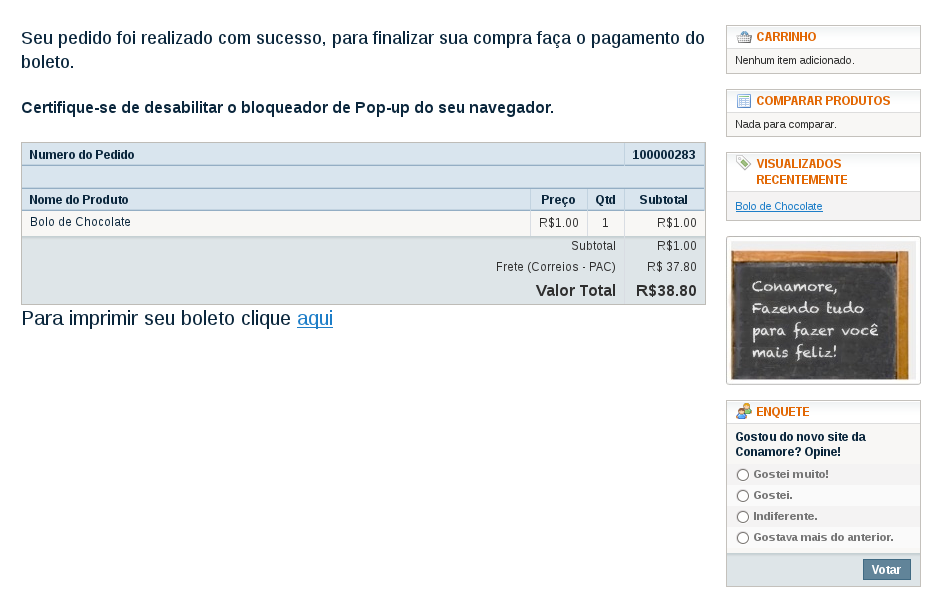 Seu pedido foi realizado com sucesso, para finalizar sua compra faça o pagamento do
boleto.
Certifique-se de desabilitar o bloqueador de Pop-up do seu navegador.
Numero do Pedido 100000283
Nome do Produto Preço Qtd Subtotal
Bolo de Chocolate R$1.00 1 R$1.00
Subtotal R$1.00
Frete (Correios - PAC) R$ 37.80
Valor Total R$38.80
Para imprimir seu boleto clique aqui
CARRINHO
Nenhum item adicionado.
COMPARAR PRODUTOS
Nada para comparar.
VISUALIZADOS
RECENTEMENTE
Bolo de Chocolate
Conamore,
Fazendo tudo
para fazer você
mais feliz!
ENQUETE
Gostou do novo site da
Conamore? Opine!
Gostei muito!
Gostei.
Indiferente.
Gostava mais do anterior.
Votar